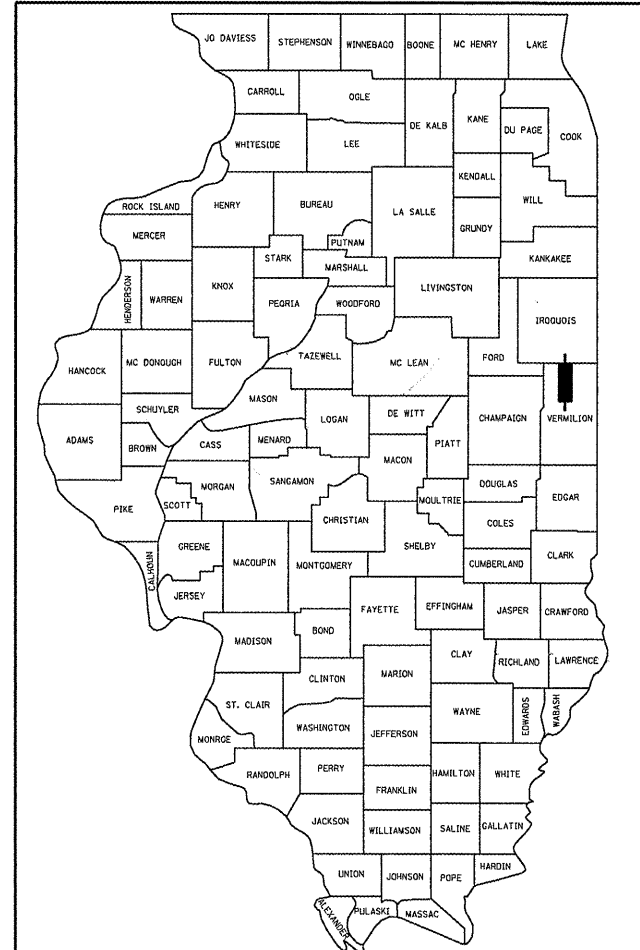 JO DAVIESS
STEPHENSON
WINNEBAGO
BOONE
MC HENRY
LAKE
CARROLL
OGLE
DE KALB
KANE
DU PAGE
COOK
WHITESIDE
LEE
KENDALL
WILL
ROCK ISLAND
HENRY
BUREAU
LA SALLE
GRUNDY
MERCER
PUTNAM
STARK
MARSHALL
KANKAKEE
HENDERSON
WARREN
KNOX
PEORIA
WOODFORD
LIVINGSTON
IROQUOIS
HANCOCK
MC DONOUGH
FULTON
TAZEWELL
MC LEAN
FORD
SCHUYLER
MASON
LOGAN
DE WITT
CHAMPAIGN
VERMILION
ADAMS
BROWN
CASS
MENARD
MACON
PIATT
PIKE
SCOTT
MORGAN
SANGAMON
CHRISTIAN
MOULTRIE
DOUGLAS
EDGAR
COLES
CALHOUN
GREENE
MACOUPIN
MONTGOMERY
SHELBY
CUMBERLAND
CLARK
JERSEY
FAYETTE
EFFINGHAM
JASPER
CRAWFORD
MADISON
BOND
CLAY
RICHLAND
LAWRENCE
CLINTON
MARION
ST. CLAIR
WAYNE
EDWARDS
WABASH
MONROE
WASHINGTON
JEFFERSON
RANDOLPH
PERRY
HAMILTON
WHITE
FRANKLIN
JACKSON
WILLIAMSON
SALINE
GALLATIN
UNION
JOHNSON
POPE
HARDIN
ALEXANDER
PULASKI
MASSAC